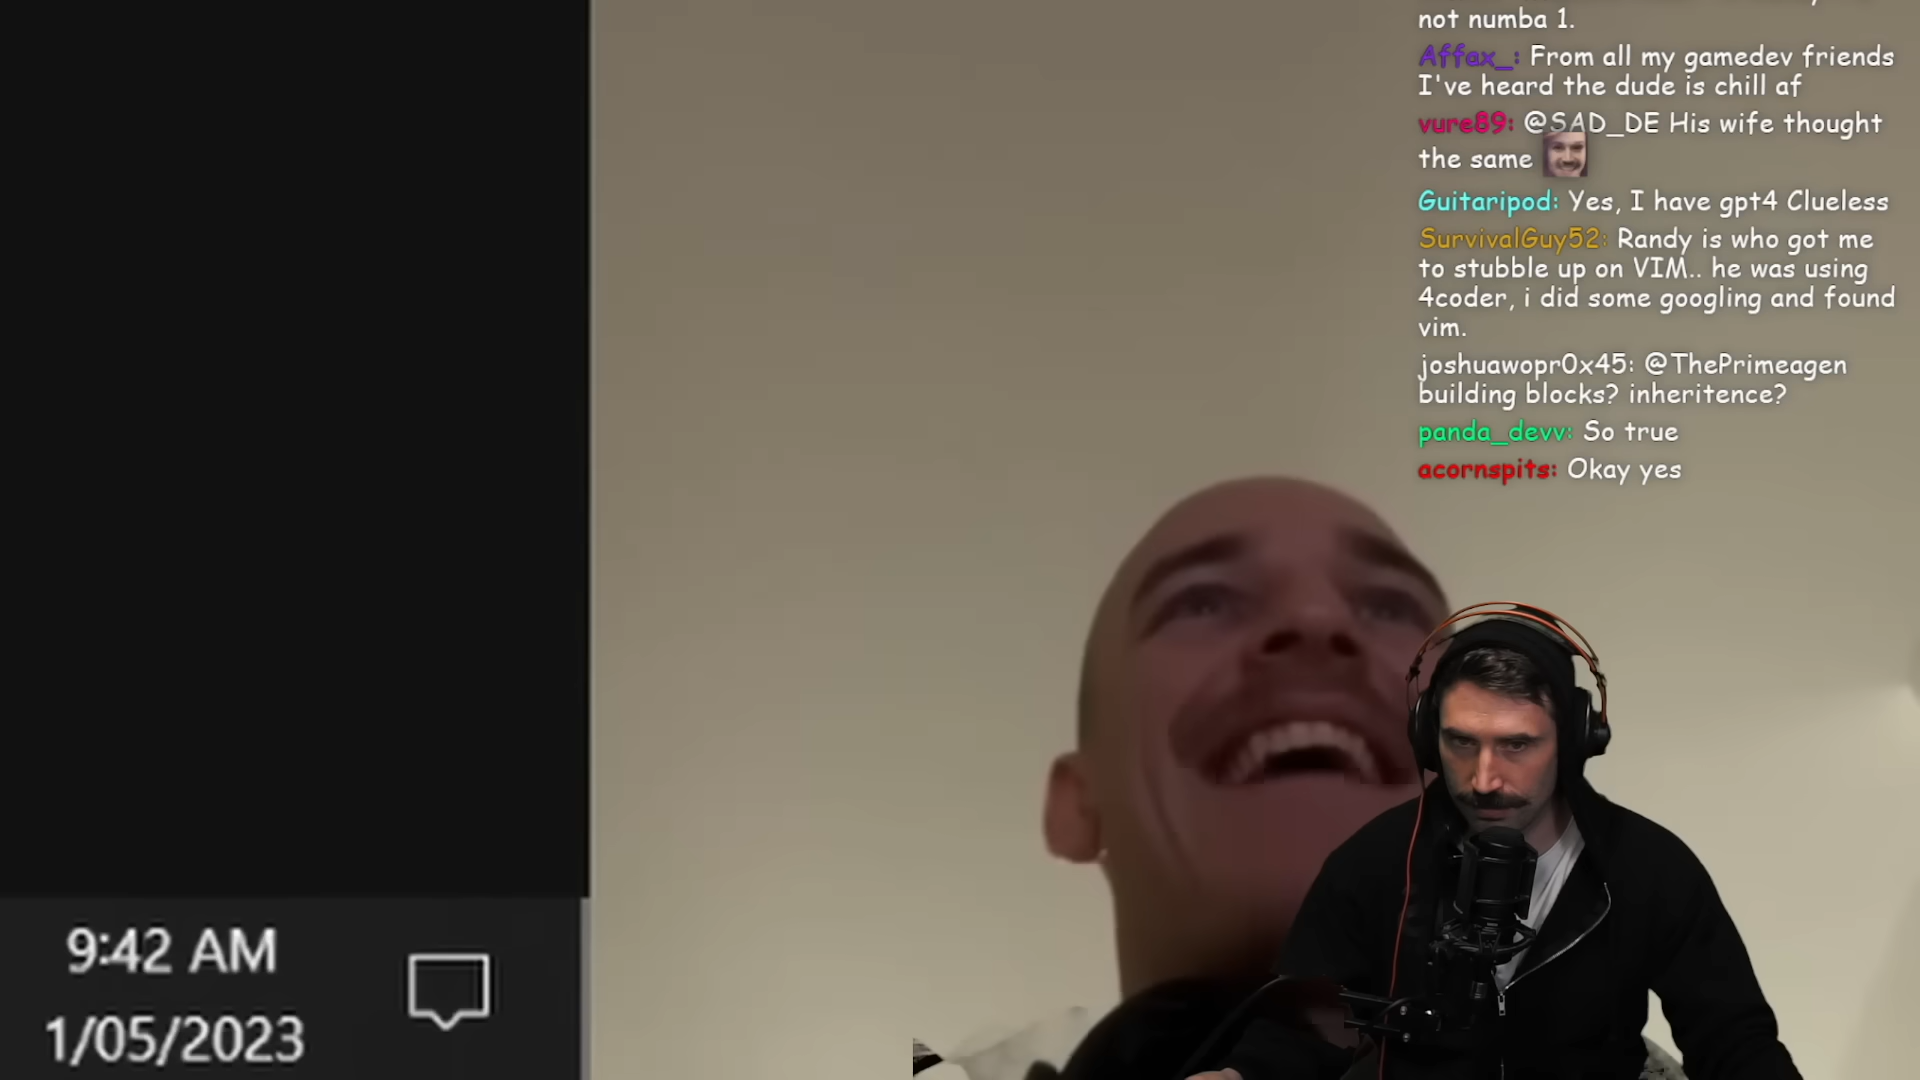 not numba 1.
Affax_: From all my gamedev friends
I've heard the dude is chill af
vure89: @SAD_DE His wife thought
the same
Guitaripod: Yes, I have gpt4 Clueless
SurvivalGuy52: Randy is who got me
to stubble up on VIM.. he was using
4coder, i did some googling and found
vim.
joshuawopr0x45: @ThePrimeagen
building blocks? inheritence?
panda_devv: So true
acornspits: Okay yes
9:42 AM
1/05/2023